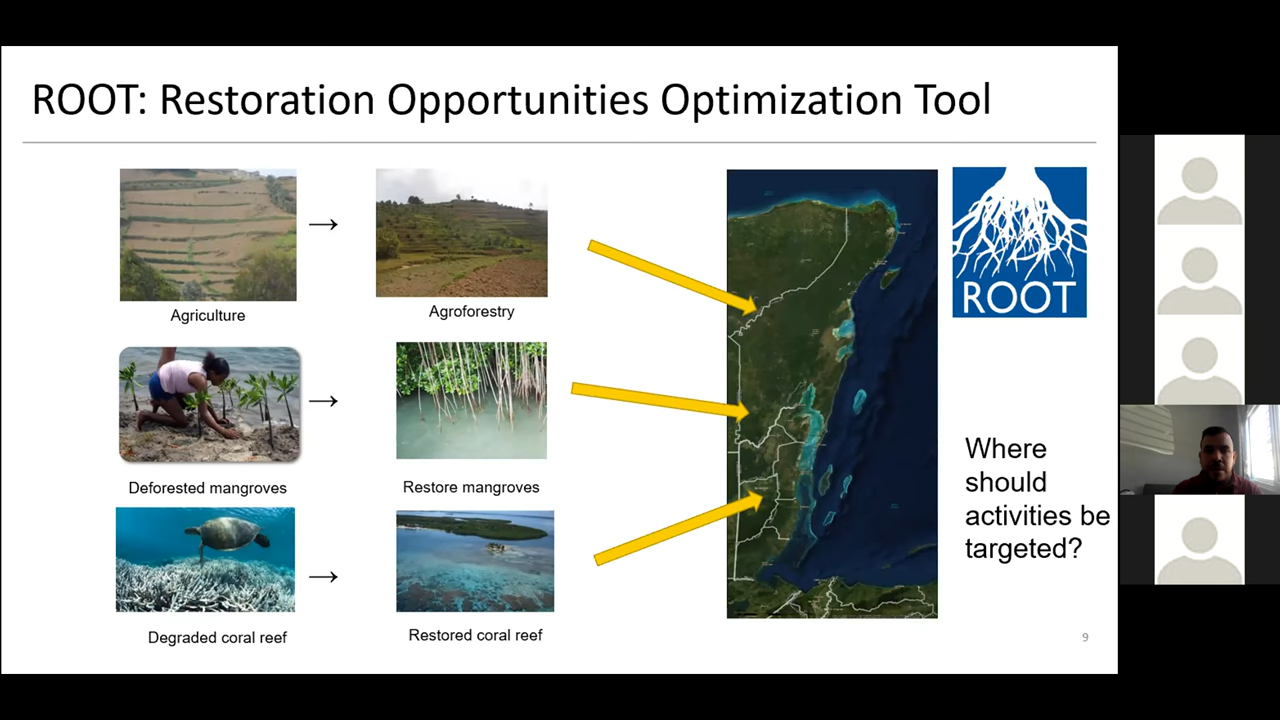 ROOT: Restoration Opportunities Optimization Tool
Agriculture
Agroforestry
Deforested mangroves
Restore mangroves
Degraded coral reef
Restored coral reef
ROOT
Where
should
activities be
targeted?
9